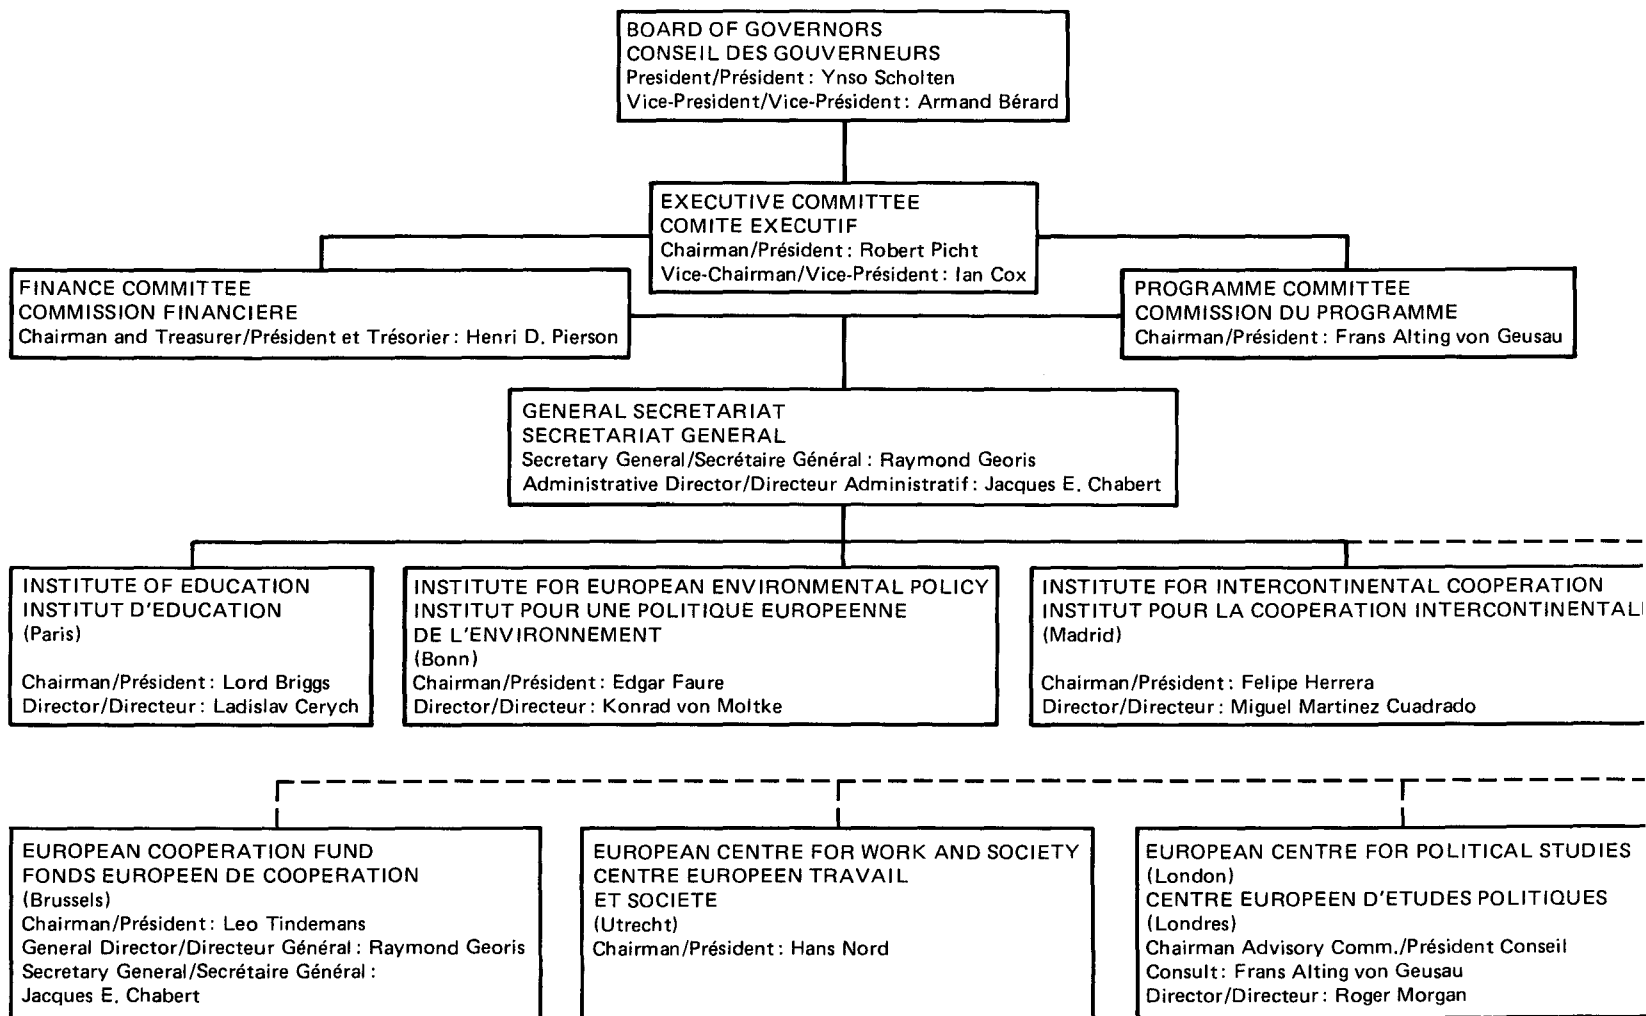 BOARD OF GOVERNORS
CONSEIL DES GOUVERNEURS
President/Président: Ynso Scholten
Vice-President/Vice-Président: Armand Bérard
EXECUTIVE COMMITTEE
COMITE EXECUTIF
Chairman/Président: Robert Picht
Vice-Chairman/Vice-Président: Ian Cox
FINANCE COMMITTEE
COMMISSION FINANCIERE
Chairman and Treasurer/Président et Trésorier: Henri D. Pierson
PROGRAMME COMMITTEE
COMMISSION DU PROGRAMME
Chairman/Président: Frans Alting von Geusau
GENERAL SECRETARIAT
SECRETARIAT GENERAL
Secretary General/Secrétaire Général: Raymond Georis
Administrative Director/Directeur Administratif: Jacques E. Chabert
INSTITUTE OF EDUCATION
INSTITUT D'EDUCATION
(Paris)
Chairman/Président: Lord Briggs
Director/Directeur: Ladislav Cerych
INSTITUTE FOR EUROPEAN ENVIRONMENTAL POLICY
INSTITUT POUR UNE POLITIQUE EUROPEENNE
DE L'ENVIRONNEMENT
(Bonn)
Chairman/Président: Edgar Faure
Director/Directeur: Konrad von Moltke
INSTITUTE FOR INTERCONTINENTAL COOPERATION
INSTITUT POUR LA COOPERATION INTERCONTINENTAL
(Madrid)
Chairman/Président: Felipe Herrera
Director/Directeur: Miguel Martinez Cuadrado
EUROPEAN COOPERATION FUND
FONDS EUROPEEN DE COOPERATION
(Brussels)
Chairman/Président: Leo Tindemans
General Director/Directeur Général: Raymond Georis
Secretary General/Secrétaire Général:
Jacques E. Chabert
EUROPEAN CENTRE FOR WORK AND SOCIETY
CENTRE EUROPEEN TRAVAIL
ET SOCIETE
(Utrecht)
Chairman/Président: Hans Nord
EUROPEAN CENTRE FOR POLITICAL STUDIES
(London)
CENTRE EUROPEEN D'ETUDES POLITIQUES
(Londres)
Chairman Advisory Comm./Président Conseil
Consult: Frans Alting von Geusau
Director/Directeur: Roger Morgan